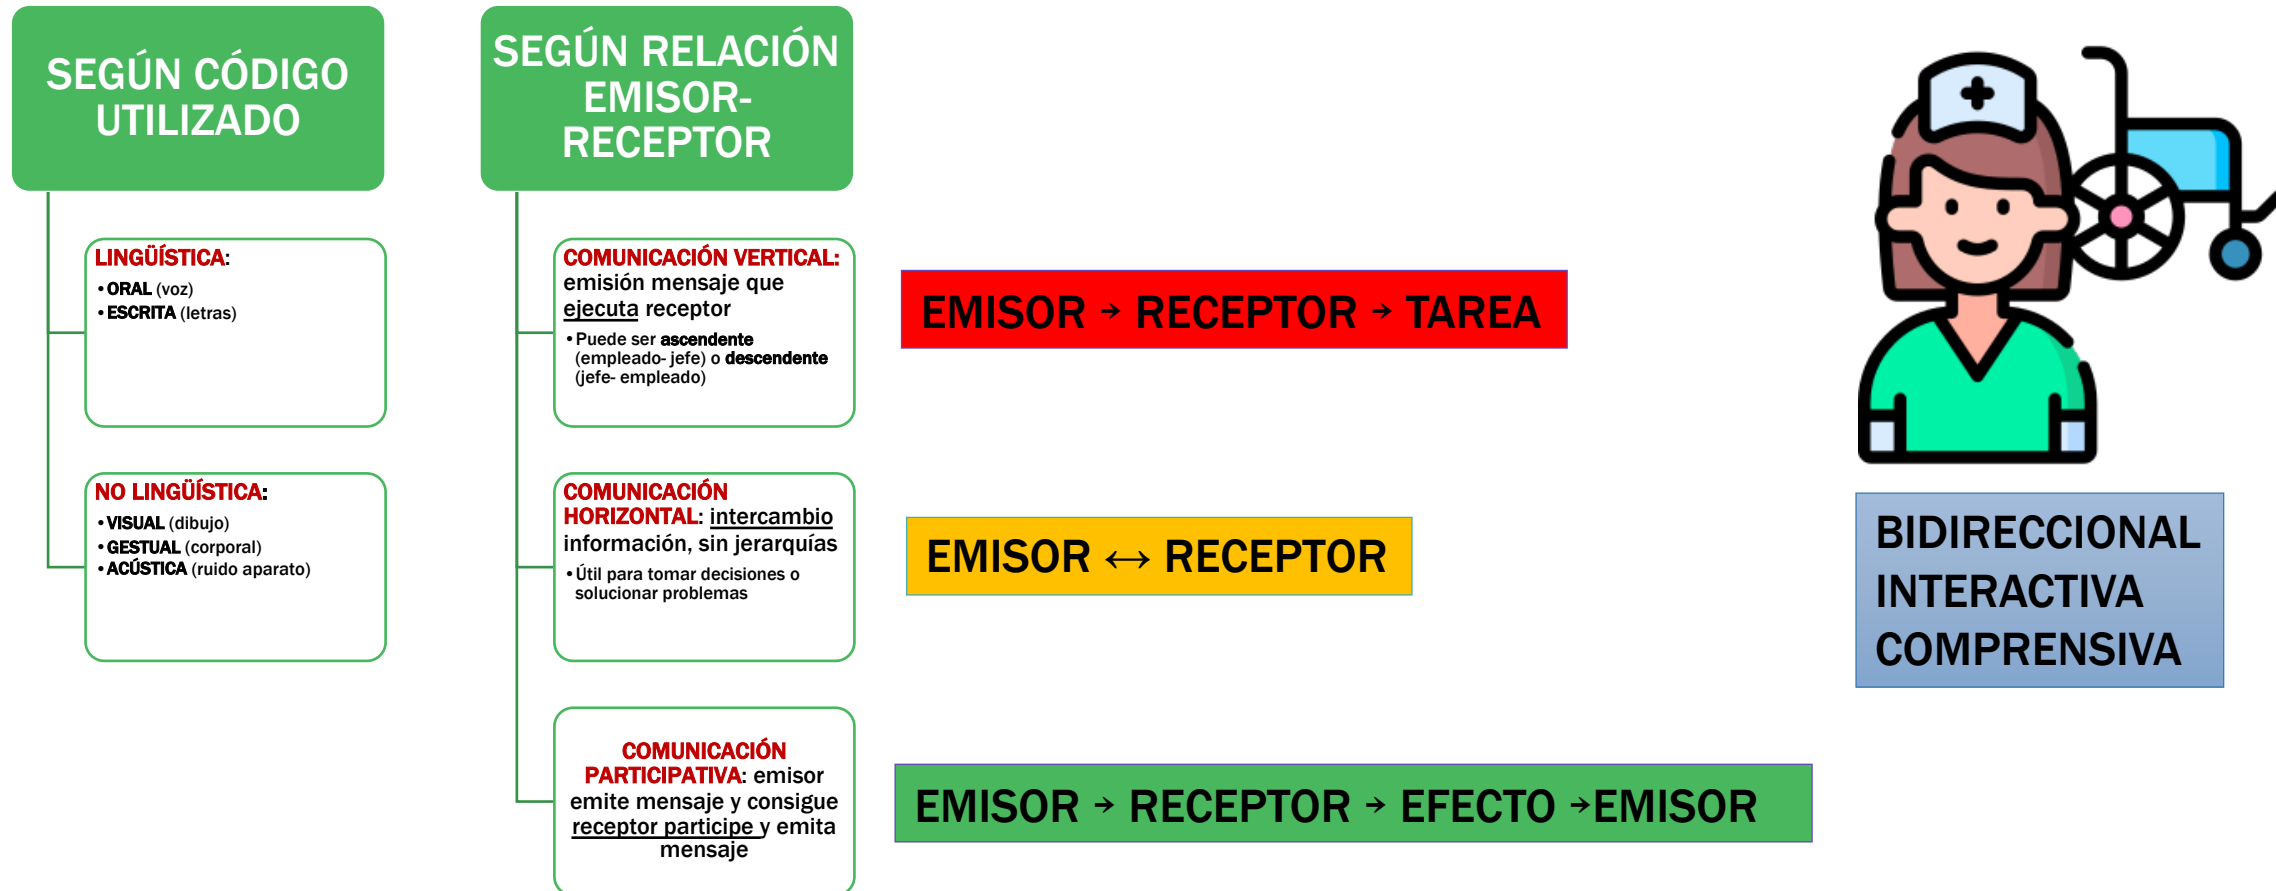 SEGÚN CÓDIGO
UTILIZADO
LINGÜÍSTICA:
•ORAL (voz)
•ESCRITA (letras)
NO LINGÜÍSTICA:
•VISUAL (dibujo)
•GESTUAL (corporal)
•ACÚSTICA (ruido aparato)
SEGÚN RELACIÓN
EMISOR-
RECEPTOR
COMUNICACIÓN VERTICAL:
emisión mensaje que
ejecuta receptor
•Puede ser ascendente
(empleado- jefe) o descendente
(jefe- empleado)
EMISOR → RECEPTOR → TAREA
COMUNICACIÓN
HORIZONTAL: intercambio
información, sin jerarquías
•Útil para tomar decisiones o
solucionar problemas
EMISOR ↔ RECEPTOR
COMUNICACIÓN
PARTICIPATIVA: emisor
emite mensaje y consigue
receptor participe y emita
mensaje
EMISOR → RECEPTOR → EFECTO →EMISOR
BIDIRECCIONAL
INTERACTIVA
COMPRENSIVA